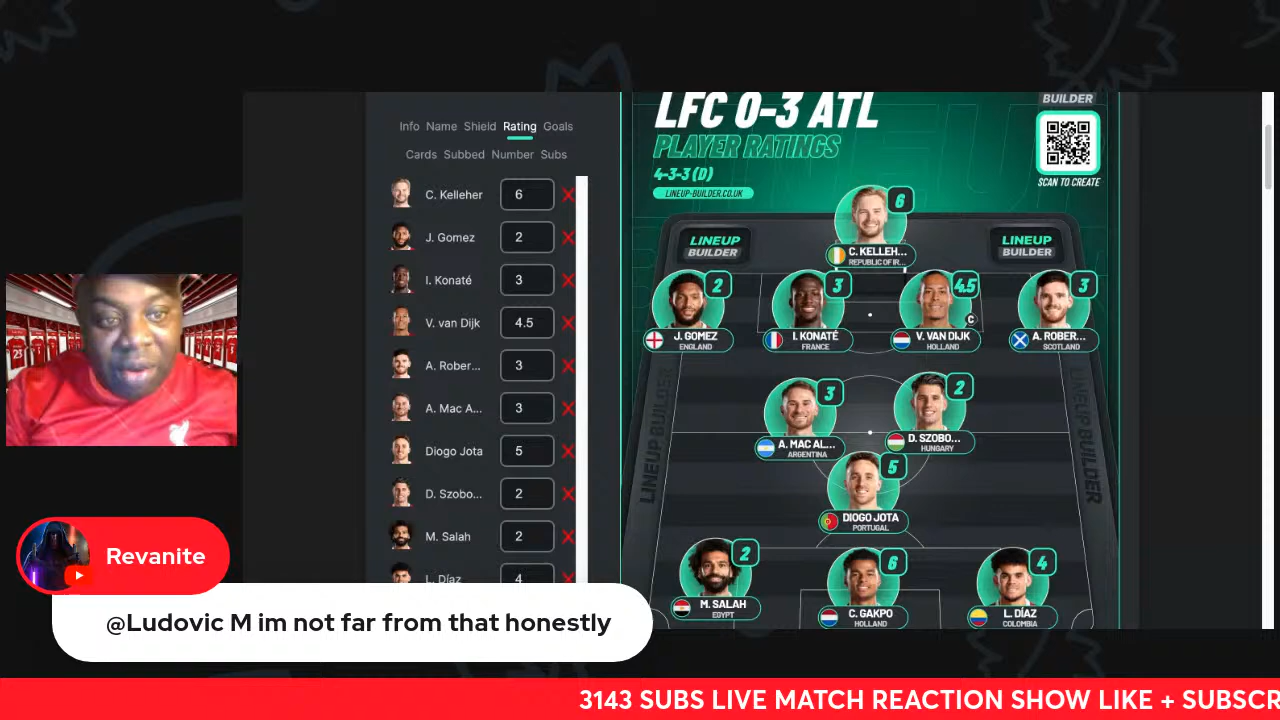 LFC 0-3 ATL
PLAYER RATINGS
4-3-3 (D)
LINEUP-BUILDER.CO.UK
BUILDER
SCAN TO CREATE
Info Name Shield Rating Goals
Cards Subbed Number Subs
C. Kelleher 6
J. Gomez 2
I. Konaté 3
V. van Dijk 4.5
A. Rober... 3
A. Mac A... 3
Diogo Jota 5
D. Szobo... 2
M. Salah 2
L. Díaz 4
LINEUP
BUILDER
LINEUP
BUILDER
6
C. KELLEH...
REPUBLIC OF IR...
2
J. GOMEZ
ENGLAND
3
I. KONATÉ
FRANCE
4.5
C
V. VAN DIJK
HOLLAND
3
A. ROBER...
SCOTLAND
LINEUP BUILDER
LINEUP BUILDER
3
A. MAC AL...
ARGENTINA
2
D. SZOBO...
HUNGARY
5
DIOGO JOTA
PORTUGAL
2
M. SALAH
EGYPT
6
C. GAKPO
HOLLAND
4
L. DÍAZ
COLOMBIA
Revanite
@Ludovic M im not far from that honestly
3143 SUBS LIVE MATCH REACTION SHOW LIKE + SUBSCR